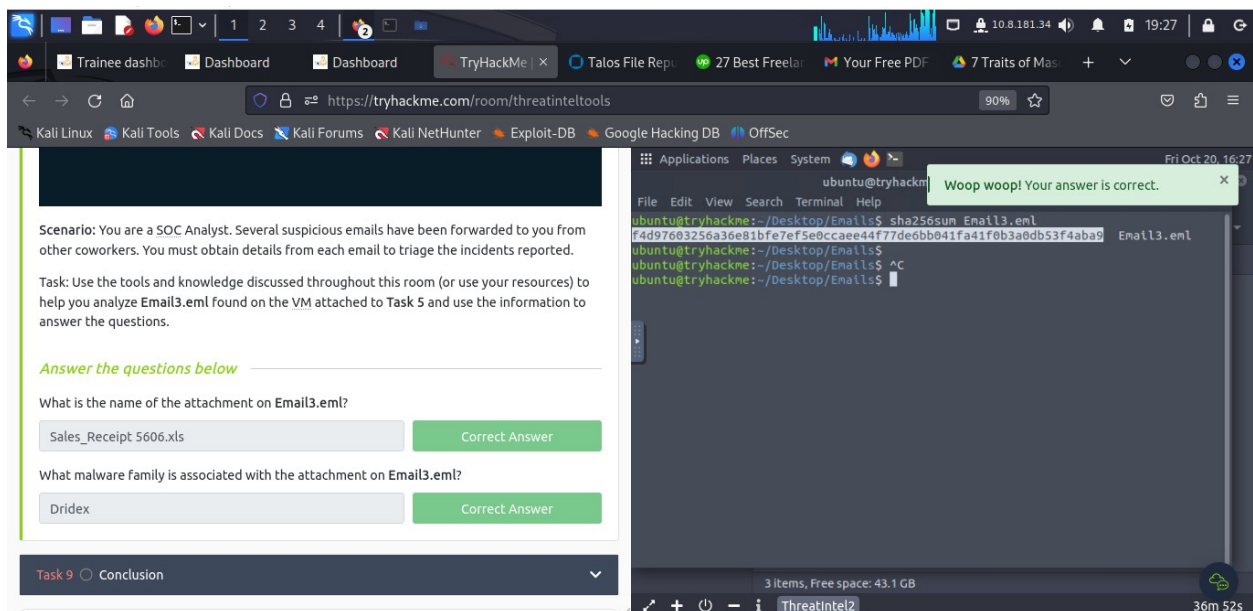 1 2 3 4
2
10.8.181.34
19:27
Trainee dashbo
Dashboard
Dashboard
TryHackMe |
Talos File Repu
27 Best Freelan
Your Free PDF
7 Traits of Mas
https://tryhackme.com/room/threatinteltools
90%
Kali Linux Kali Tools Kali Docs Kali Forums Kali NetHunter Exploit-DB Google Hacking DB OffSec
Scenario: You are a SOC Analyst. Several suspicious emails have been forwarded to you from
other coworkers. You must obtain details from each email to triage the incidents reported.
Task: Use the tools and knowledge discussed throughout this room (or use your resources) to
help you analyze Email3.eml found on the VM attached to Task 5 and use the information to
answer the questions.
Answer the questions below
What is the name of the attachment on Email3.eml?
Sales_Receipt 5606.xls
Correct Answer
What malware family is associated with the attachment on Email3.eml?
Dridex
Correct Answer
Task 9 Conclusion
Applications Places System
Fri Oct 20, 16:27
ubuntu@tryhackm
Woop woop! Your answer is correct.
File Edit View Search Terminal Help
ubuntu@tryhackme:~/Desktop/Emails$ sha256sum Email3.eml
f4d97603256a36e81bfe7ef5e0ccaee44f77de6bb041fa41f0b3a0db53f4aba9 Email3.eml
ubuntu@tryhackme:~/Desktop/Emails$
ubuntu@tryhackme:~/Desktop/Emails$ ^C
ubuntu@tryhackme:~/Desktop/Emails$
3 items, Free space: 43.1 GB
ThreatIntel2
36m 52s